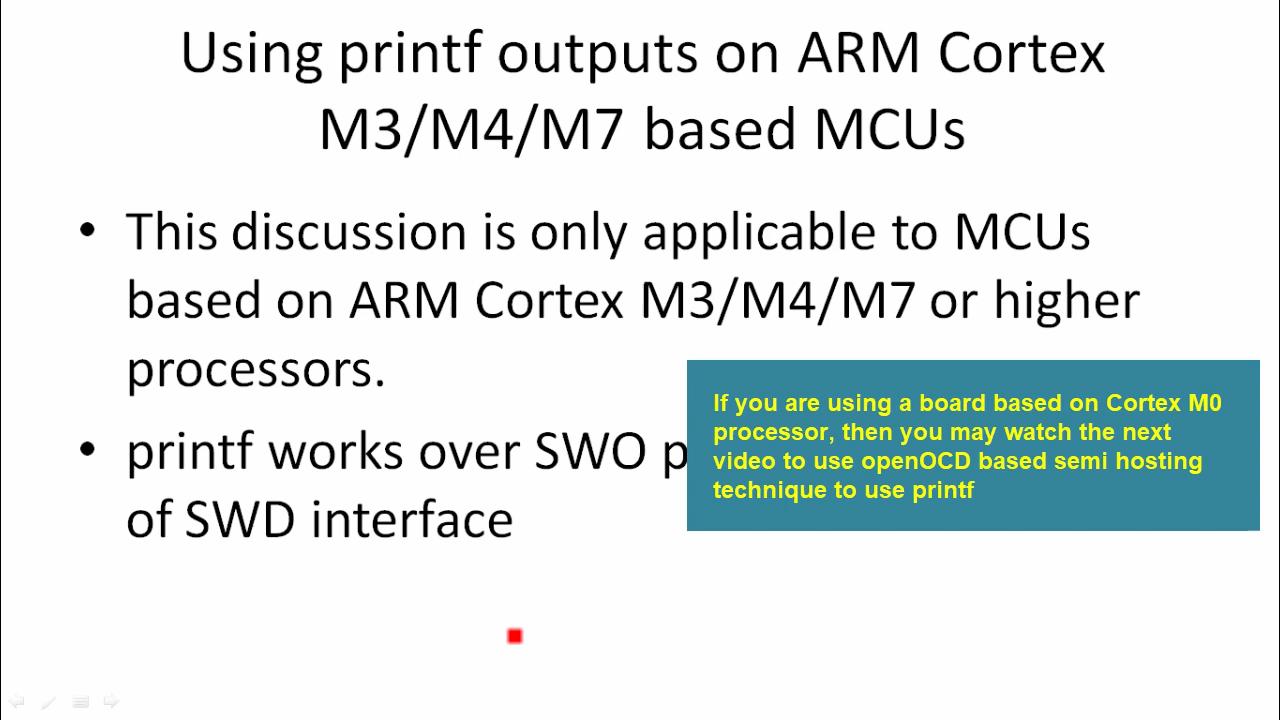 Using printf outputs on ARM Cortex
M3/M4/M7 based MCUs
• This discussion is only applicable to MCUs
based on ARM Cortex M3/M4/M7 or higher
processors.
• printf works over SWO
of SWD interface
If you are using a board based on Cortex M0
processor, then you may watch the next
video to use openOCD based semi hosting
technique to use printf